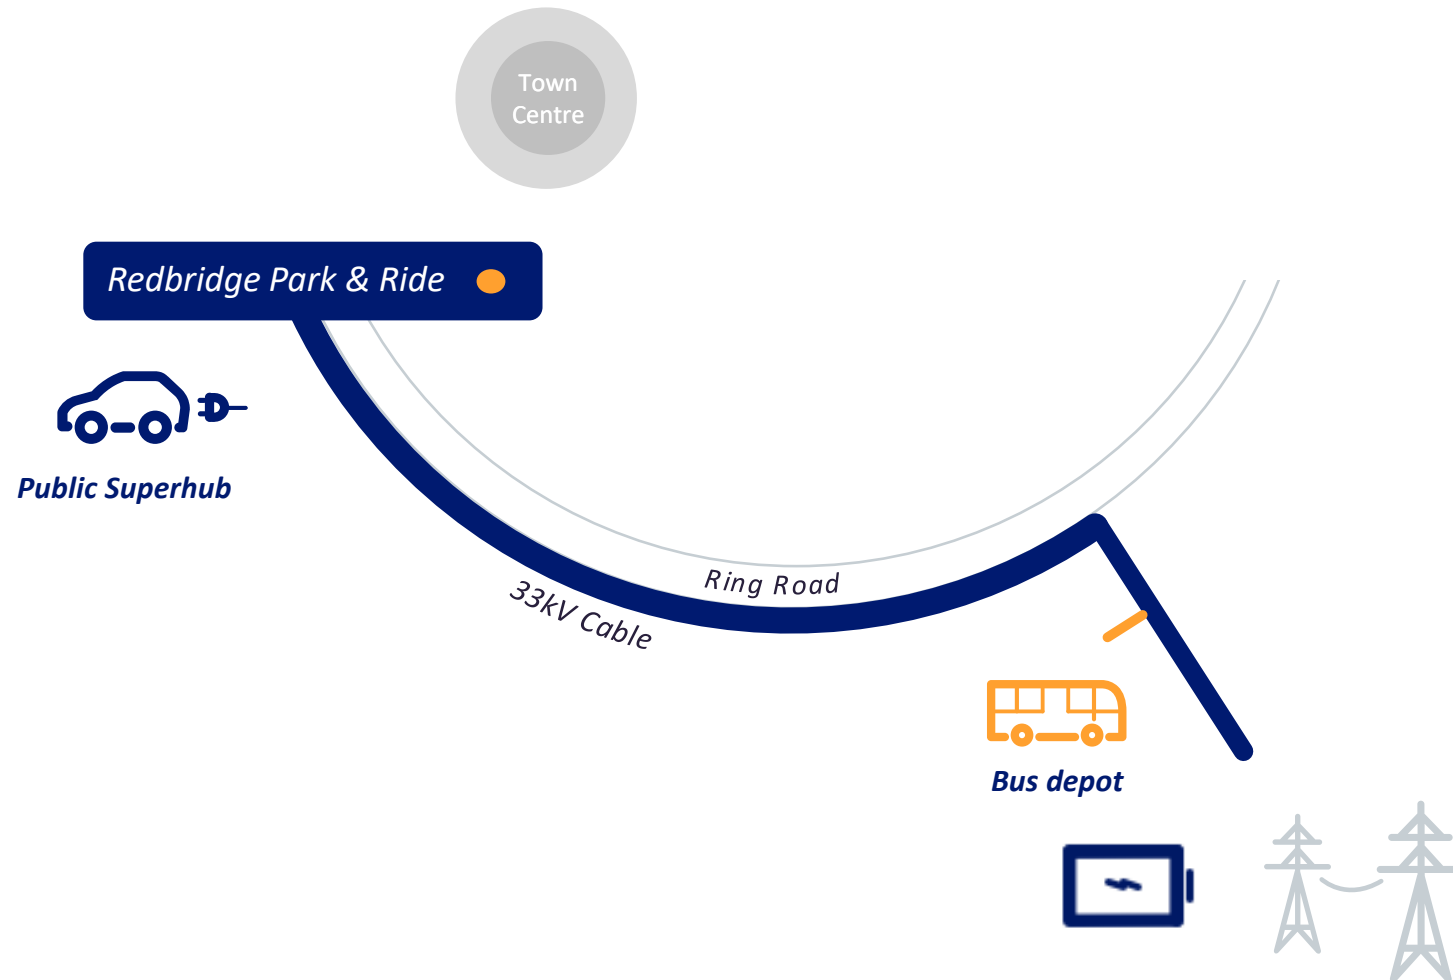 Town
Centre
Redbridge Park & Ride
Public Superhub
Ring Road
33kV Cable
Bus depot